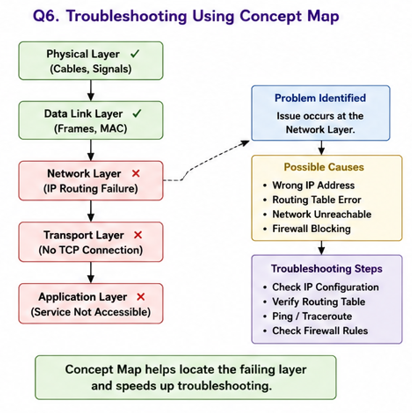 Q6. Troubleshooting Using Concept Map
Physical Layer ✓
(Cables, Signals)
Data Link Layer ✓
(Frames, MAC)
Network Layer ✗
(IP Routing Failure)
Transport Layer ✗
(No TCP Connection)
Application Layer ✗
(Service Not Accessible)
Problem Identified
Issue occurs at the
Network Layer.
Possible Causes
• Wrong IP Address
• Routing Table Error
• Network Unreachable
• Firewall Blocking
Troubleshooting Steps
• Check IP Configuration
• Verify Routing Table
• Ping / Traceroute
• Check Firewall Rules
Concept Map helps locate the failing layer
and speeds up troubleshooting.